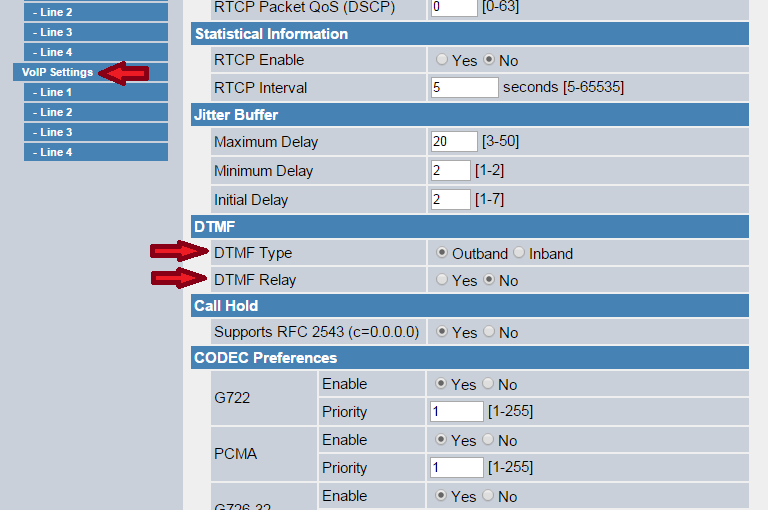 - Line 2
- Line 3
- Line 4
VoIP Settings
- Line 1
- Line 2
- Line 3
- Line 4
RTCP Packet QoS (DSCP) 0 [0-63]
Statistical Information
RTCP Enable Yes No
RTCP Interval 5 seconds [5-65535]
Jitter Buffer
Maximum Delay 20 [3-50]
Minimum Delay 2 [1-2]
Initial Delay 2 [1-7]
DTMF
DTMF Type Outband Inband
DTMF Relay Yes No
Call Hold
Supports RFC 2543 (c=0.0.0.0) Yes No
CODEC Preferences
G722
Enable Yes No
Priority 1 [1-255]
PCMA
Enable Yes No
Priority 1 [1-255]
G726-32
Enable Yes No